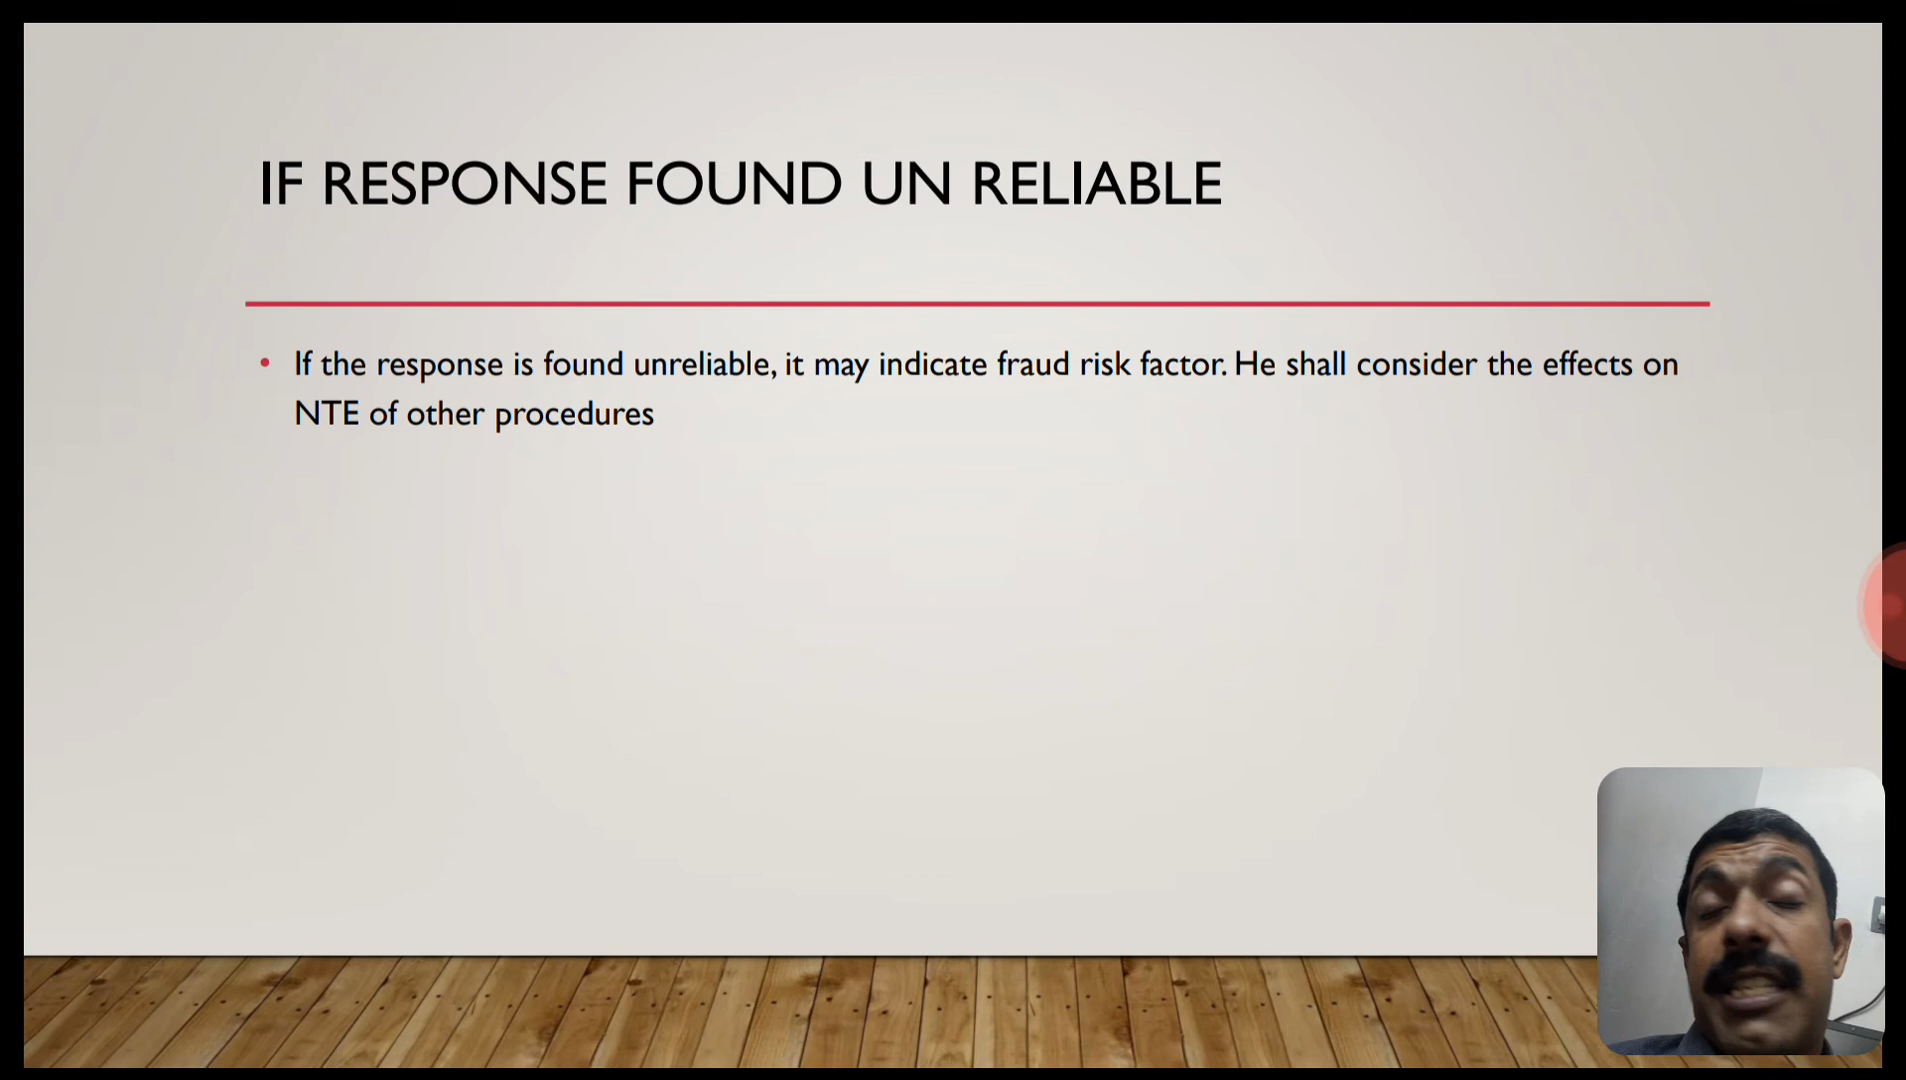 IF RESPONSE FOUND UN RELIABLE
• If the response is found unreliable, it may indicate fraud risk factor. He shall consider the effects on
NTE of other procedures